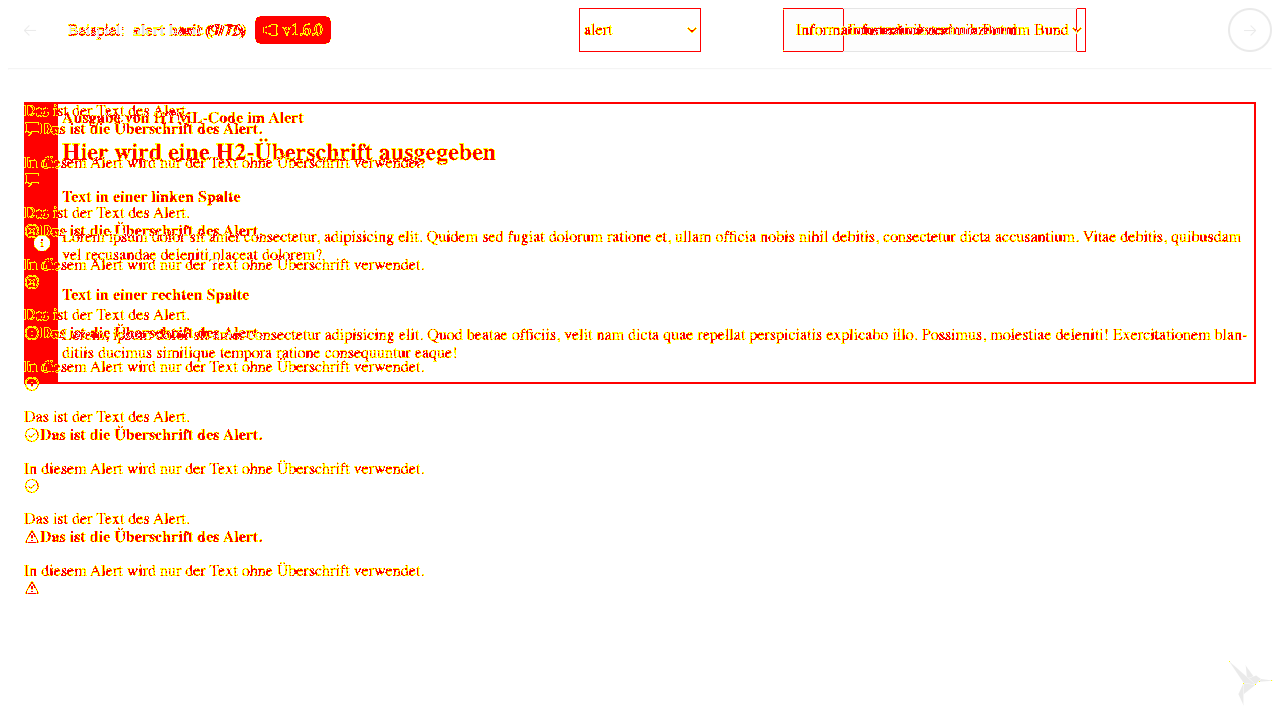 Beispiel: alert
v1.6.0
alert
Das ist der Text des Alert.
Ausgabe von HTML-Code im Alert
Das ist die Überschrift des Alert.
Hier wird eine H2-Überschrift ausgegeben
In diesem Alert wird nur der Text ohne Überschrift verwendet.
Text in einer linken Spalte
Das ist der Text des Alert.
Das ist die Überschrift des Alert.
Lorem ipsum dolor sit amet consectetur, adipisicing elit. Quidem sed fugiat dolorum ratione et, ullam officia nobis nihil debitis, consectetur dicta accusantium. Vitae debitis, quibusdam
vel recusandae deleniti placeat dolorem?
In diesem Alert wird nur der Text ohne Überschrift verwendet.
Text in einer rechten Spalte
Das ist der Text des Alert.
Das ist die Überschrift des Alert.
Lorem, ipsum dolor sit amet consectetur adipisicing elit. Quod beatae officiis, velit nam dicta quae repellat perspiciatis explicabo illo. Possimus, molestiae deleniti! Exercitationem blan-
ditiis ducimus similique tempora ratione consequuntur eaque!
In diesem Alert wird nur der Text ohne Überschrift verwendet.
Das ist der Text des Alert.
Das ist die Überschrift des Alert.
In diesem Alert wird nur der Text ohne Überschrift verwendet.
Das ist der Text des Alert.
Das ist die Überschrift des Alert.
In diesem Alert wird nur der Text ohne Überschrift verwendet.